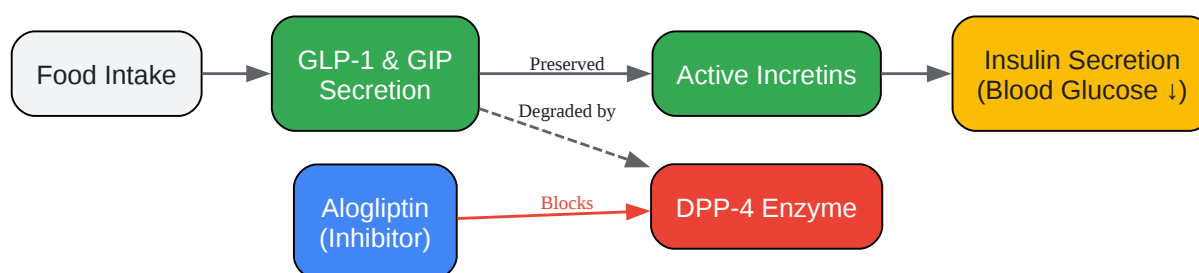 Food Intake
GLP-1 & GIP
Secretion
Preserved
Active Incretins
Insulin Secretion
(Blood Glucose ↓)
Degraded by
Alogliptin
(Inhibitor)
Blocks
DPP-4 Enzyme